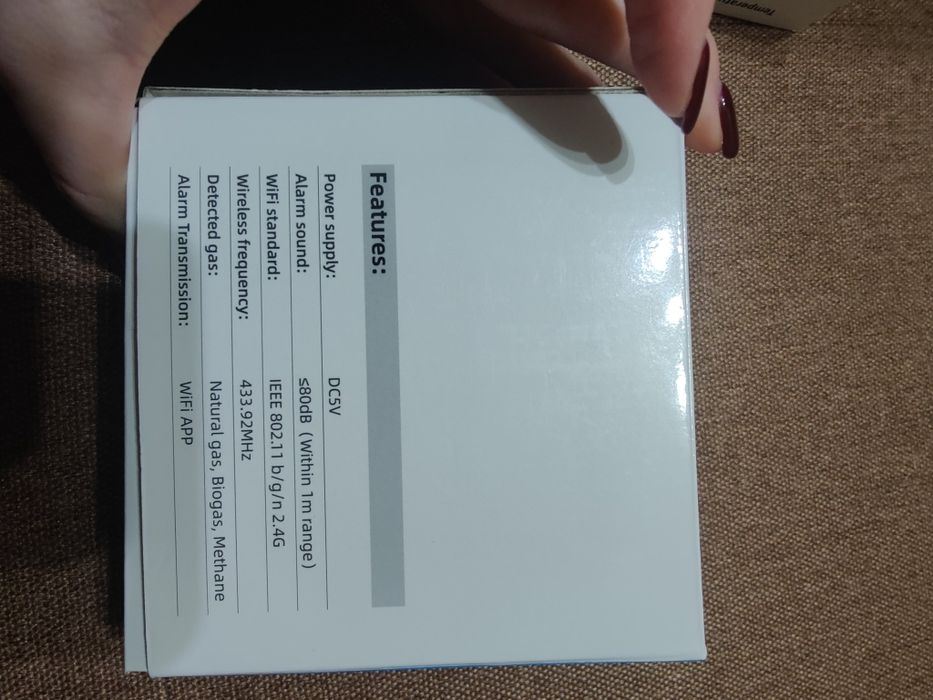 Features:
Power supply: DC5V
Alarm sound: ≤80dB (Within 1m range)
WiFi standard: IEEE 802.11 b/g/n 2.4G
Wireless frequency: 433.92MHz
Detected gas: Natural gas, Biogas, Methane
Alarm Transmission: WiFi APP